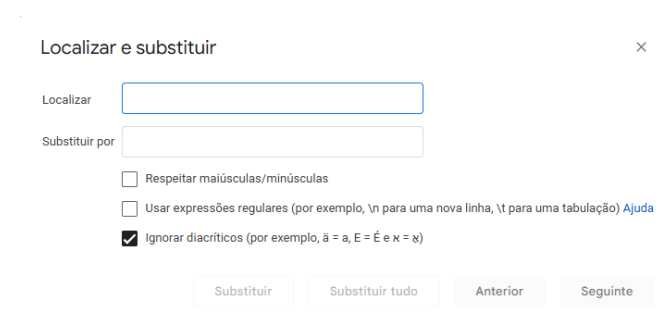 Localizar e substituir
Localizar
Substituir por
Respeitar maiúsculas/minúsculas
Usar expressões regulares (por exemplo, \n para uma nova linha, \t para uma tabulação) Ajuda
Ignorar diacríticos (por exemplo, ä = a, E = É e א = אֱ)
Substituir
Substituir tudo
Anterior
Seguinte